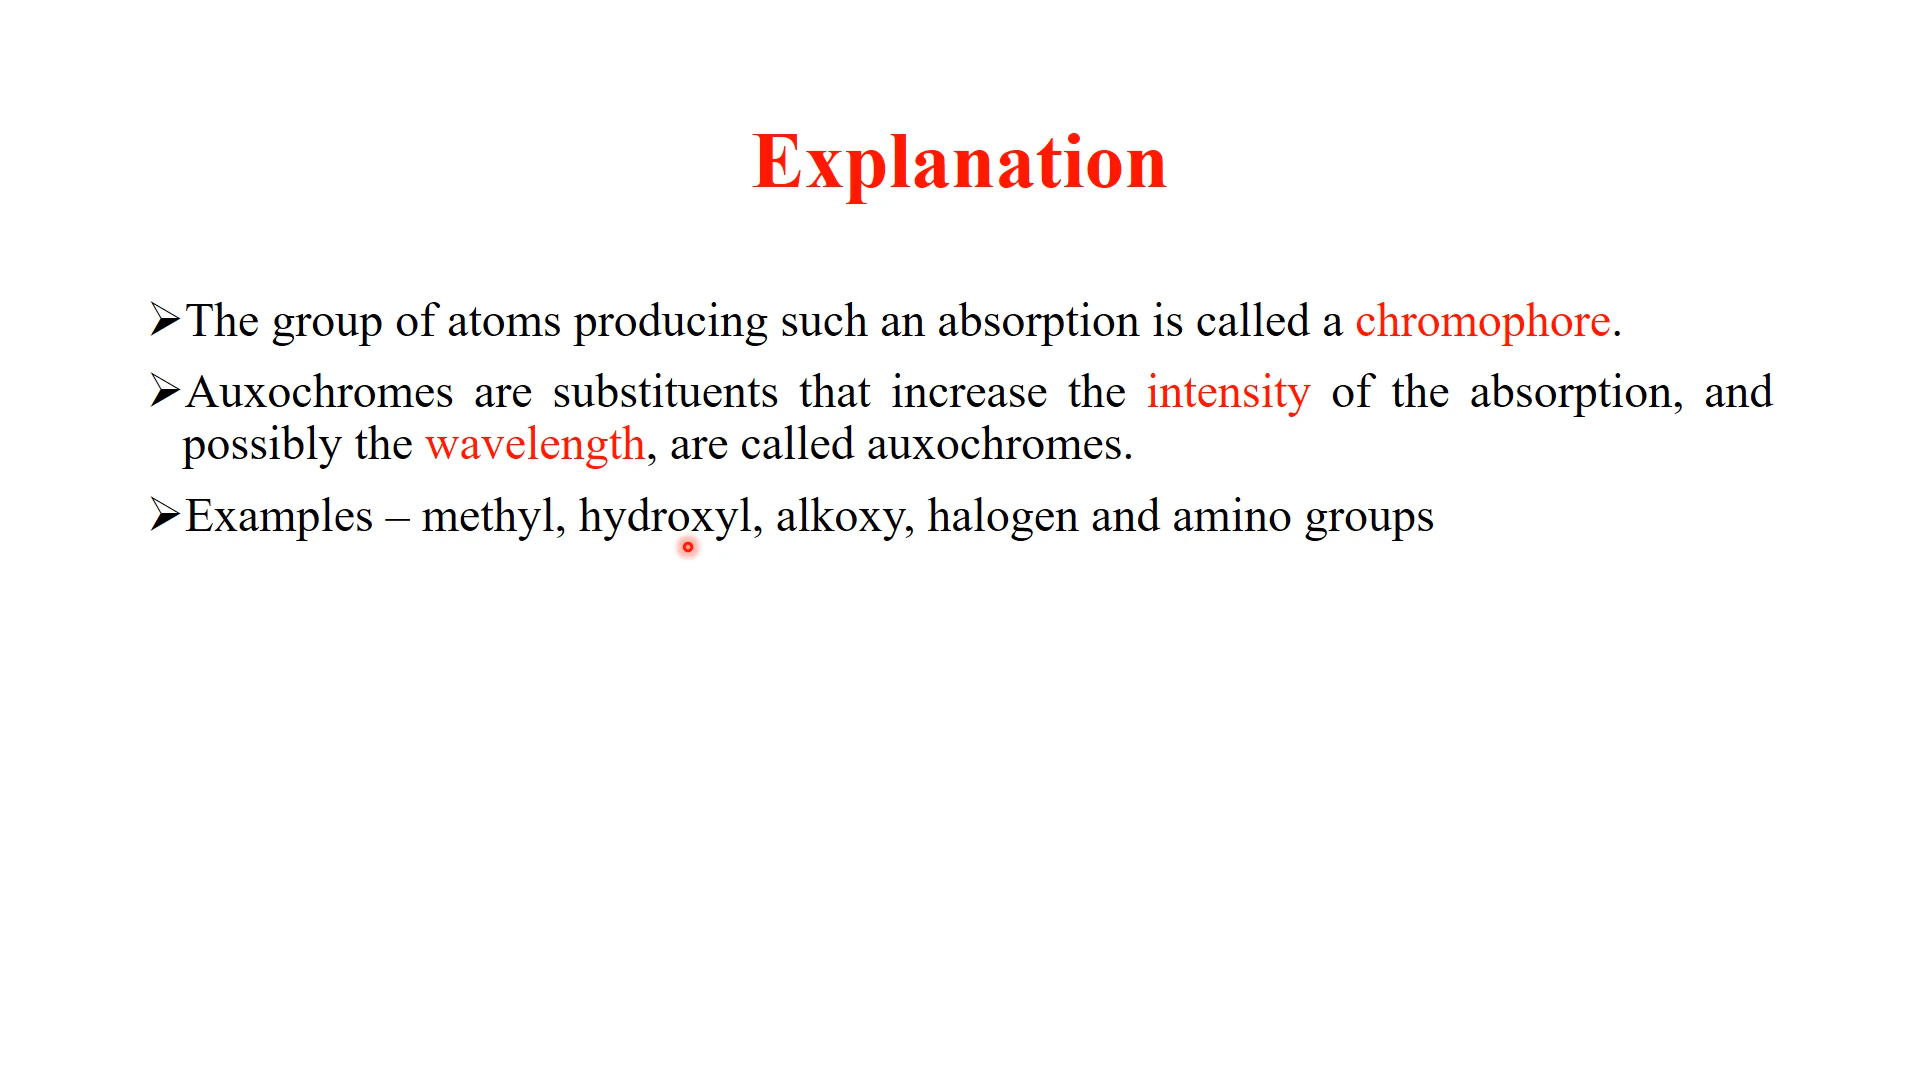 Explanation
➢The group of atoms producing such an absorption is called a chromophore.
➢Auxochromes are substituents that increase the intensity of the absorption, and
possibly the wavelength, are called auxochromes.
➢Examples – methyl, hydroxyl, alkoxy, halogen and amino groups